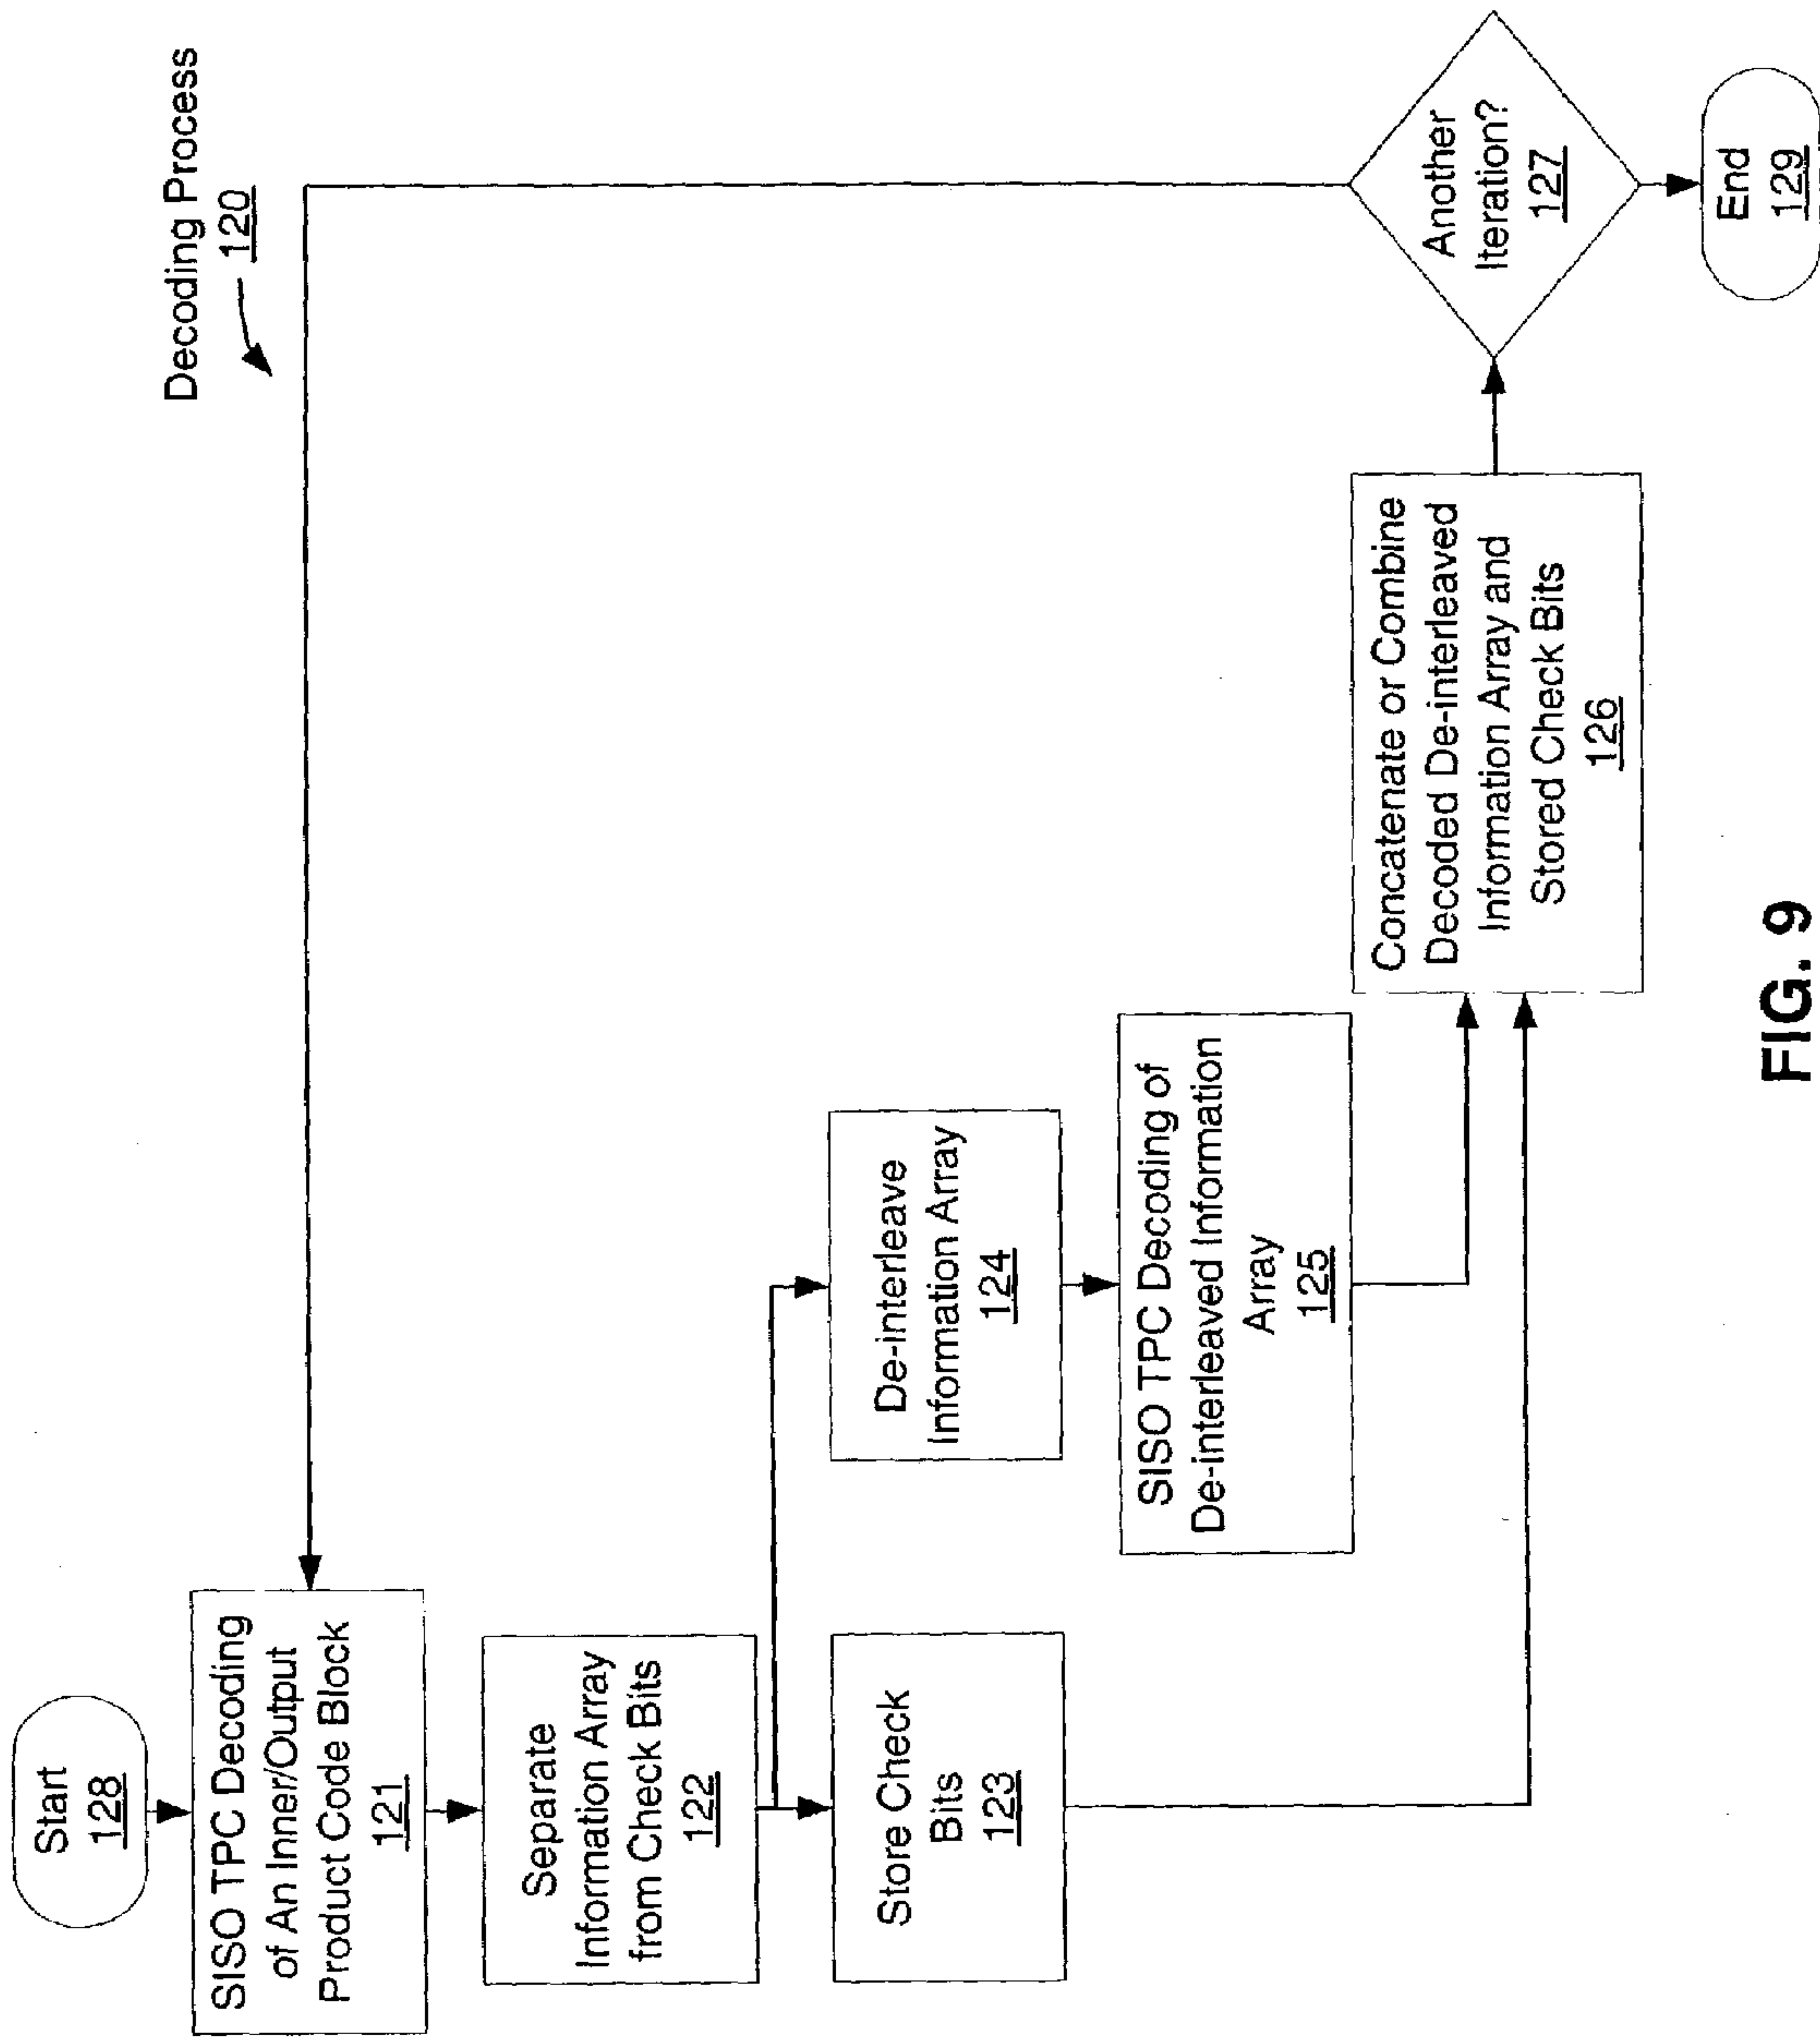 Decoding Process
120
Start
128
SISO TPC Decoding
of An Inner/Output
Product Code Block
121
Separate
Information Array
from Check Bits
122
Store Check
Bits
123
De-interleave
Information Array
124
SISO TPC Decoding of
De-interleaved Information
Array
125
Concatenate or Combine
Decoded De-interleaved
Information Array and
Stored Check Bits
126
Another
Iteration?
127
End
129
FIG. 9